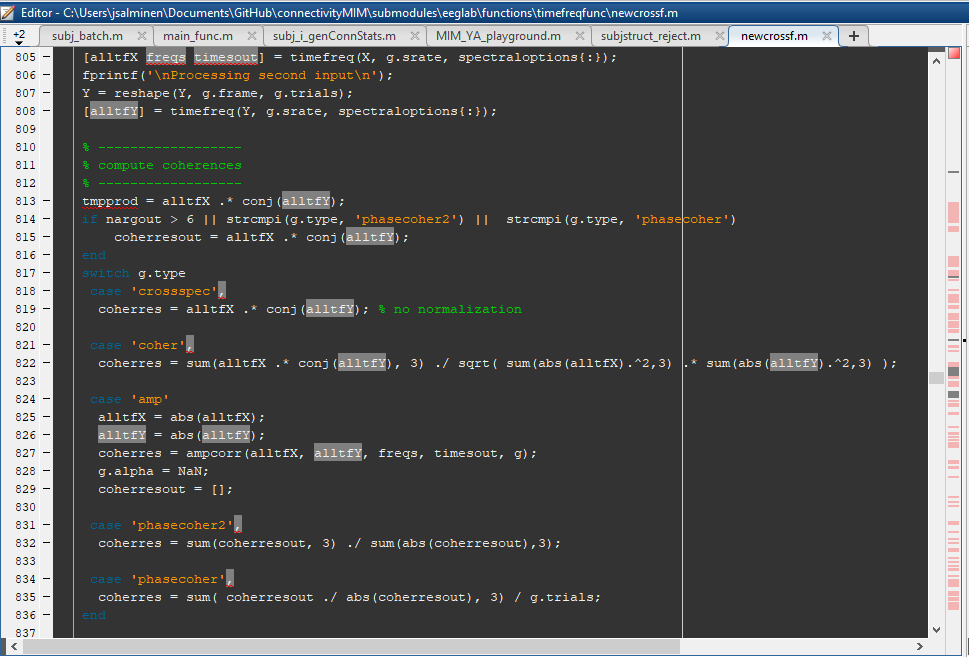 Editor - C:\Users\jsalminen\Documents\GitHub\connectivityMIM\submodules\eeglab\functions\timefreqfunc\newcrossf.m
+2 subj_batch.m × main_func.m × subj_i_genConnStats.m × MIM_YA_playground.m × subjstruct_reject.m × newcrossf.m × +
805 – [alltfX freqs timesout] = timefreq(X, g.srate, spectraloptions{:});
806 – fprintf('\nProcessing second input\n');
807 – Y = reshape(Y, g.frame, g.trials);
808 – [alltfY] = timefreq(Y, g.srate, spectraloptions{:});
809
810 % ------------------
811 % compute coherences
812 % ------------------
813 – tmpprod = alltfX .* conj(alltfY);
814 – if nargout > 6 || strcmpi(g.type, 'phasecoher2') ||  strcmpi(g.type, 'phasecoher')
815 –     coherresout = alltfX .* conj(alltfY);
816 – end
817 – switch g.type
818 –  case 'crossspec',
819 –   coherres = alltfX .* conj(alltfY); % no normalization
820
821 –  case 'coher',
822 –   coherres = sum(alltfX .* conj(alltfY), 3) ./ sqrt( sum(abs(alltfX).^2,3) .* sum(abs(alltfY).^2,3) );
823
824 –  case 'amp'
825 –   alltfX = abs(alltfX);
826 –   alltfY = abs(alltfY);
827 –   coherres = ampcorr(alltfX, alltfY, freqs, timesout, g);
828 –   g.alpha = NaN;
829 –   coherresout = [];
830
831 –  case 'phasecoher2',
832 –   coherres = sum(coherresout, 3) ./ sum(abs(coherresout),3);
833
834 –  case 'phasecoher',
835 –   coherres = sum( coherresout ./ abs(coherresout), 3) / g.trials;
836 – end
837